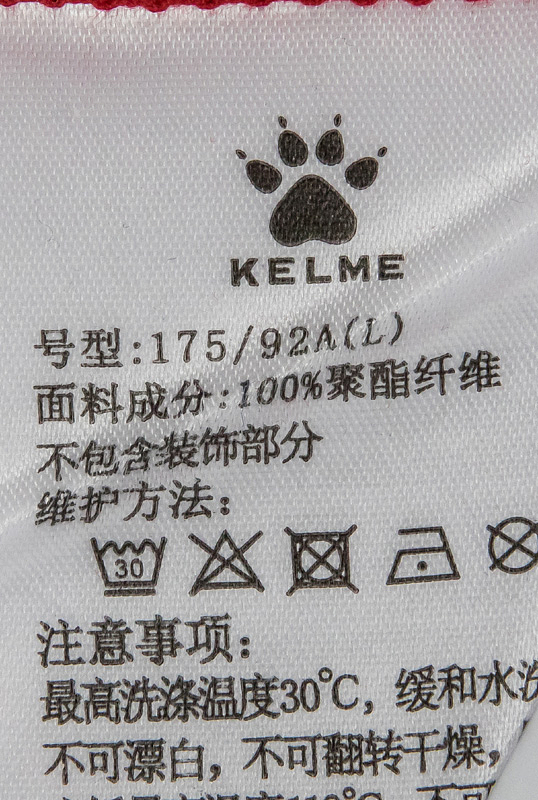 KELME
号型:175/92A(L)
面料成分:100%聚酯纤维
不包含装饰部分
维护方法:
30
注意事项:
最高洗涤温度30℃, 缓和水洗
不可漂白, 不可翻转干燥,